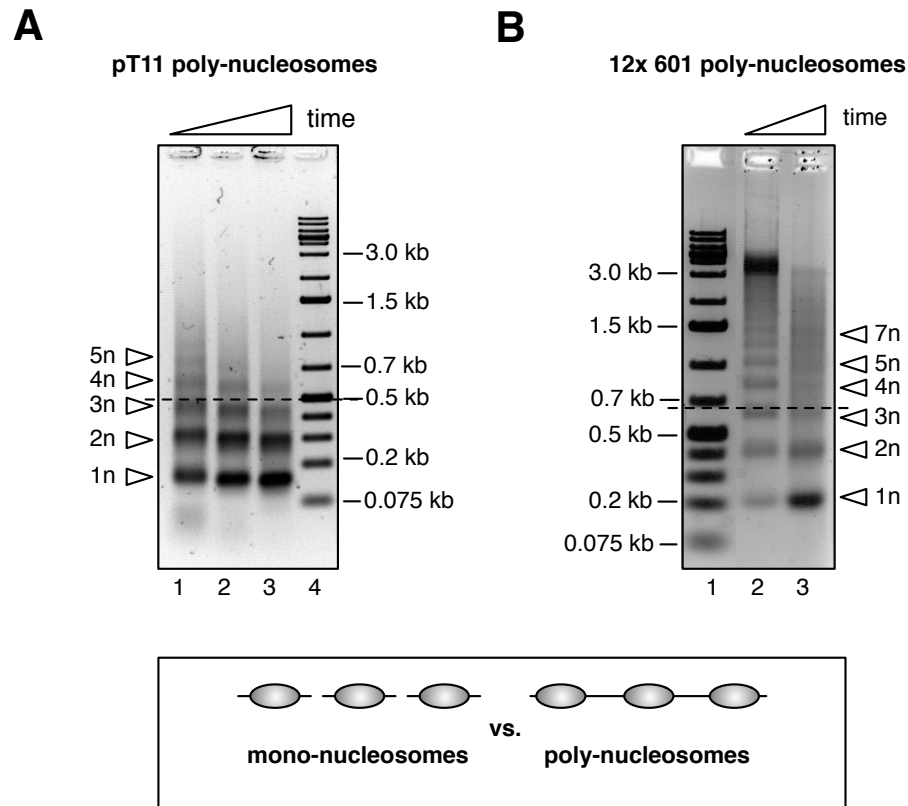 A
pT11 poly-nucleosomes
time
3.0 kb
1.5 kb
0.7 kb
0.5 kb
0.2 kb
0.075 kb
5n
4n
3n
2n
1n
1 2 3 4
B
12x 601 poly-nucleosomes
time
3.0 kb
1.5 kb
0.7 kb
0.5 kb
0.2 kb
0.075 kb
7n
5n
4n
3n
2n
1n
1 2 3
vs.
mono-nucleosomes poly-nucleosomes